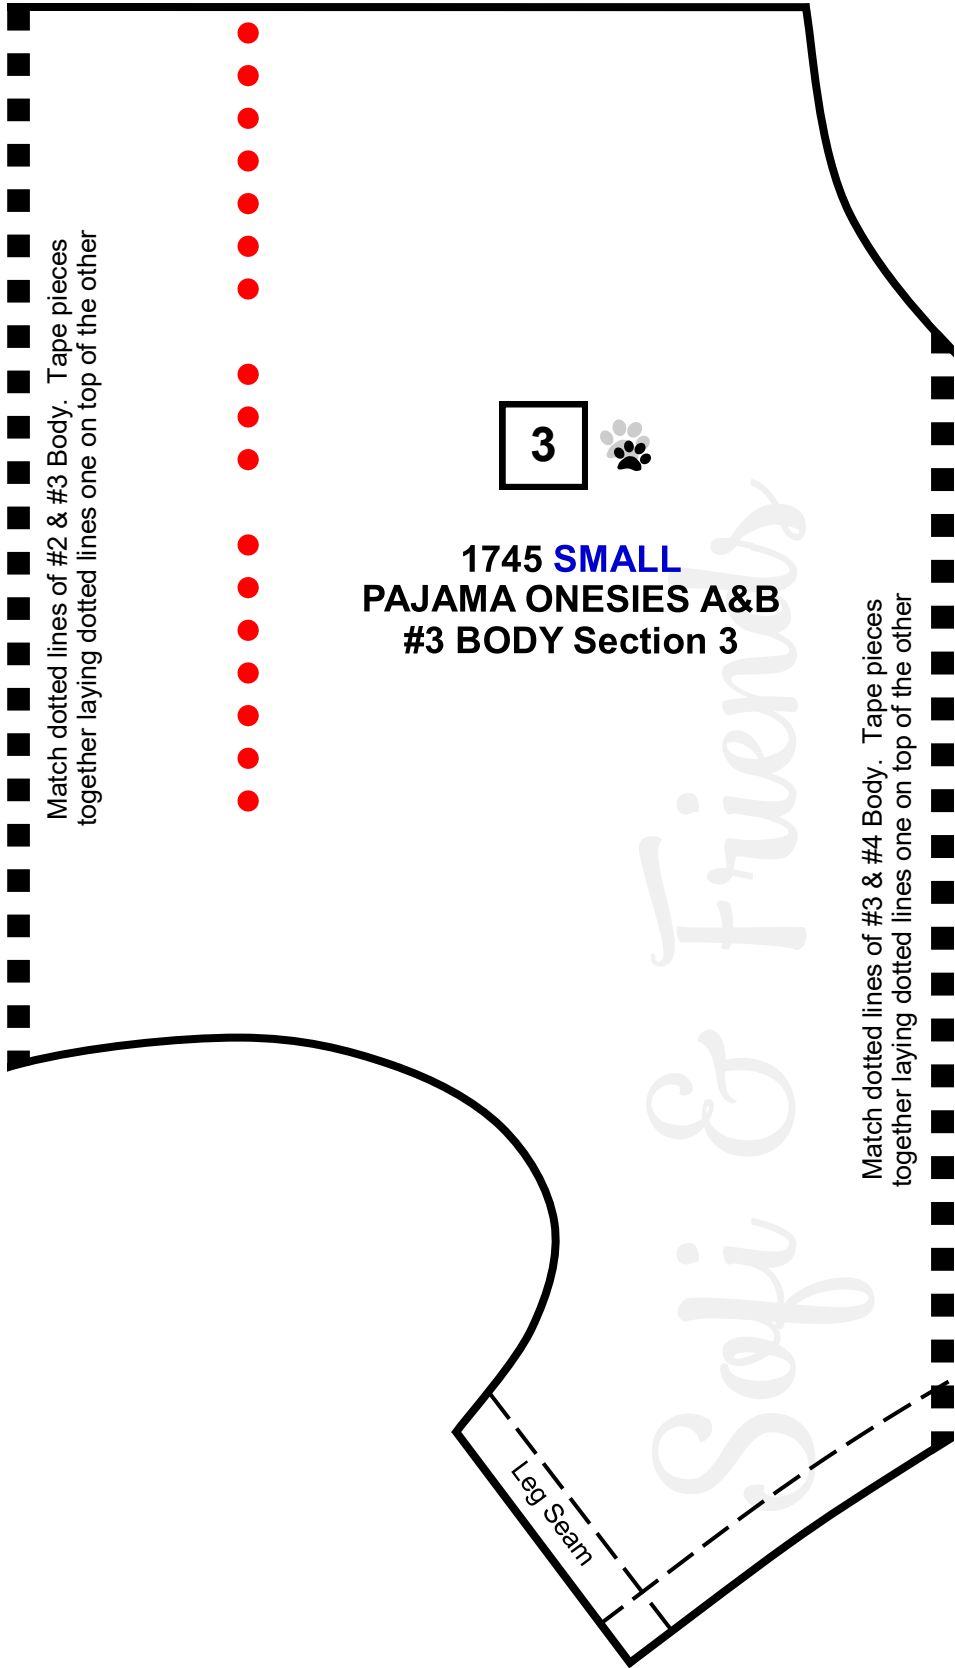 Match dotted lines of #2 & #3 Body. Tape pieces
together laying dotted lines one on top of the other
3
1745 SMALL
PAJAMA ONESIES A&B
#3 BODY Section 3
Sofi & Friends
Match dotted lines of #3 & #4 Body. Tape pieces
together laying dotted lines one on top of the other
Leg Seam